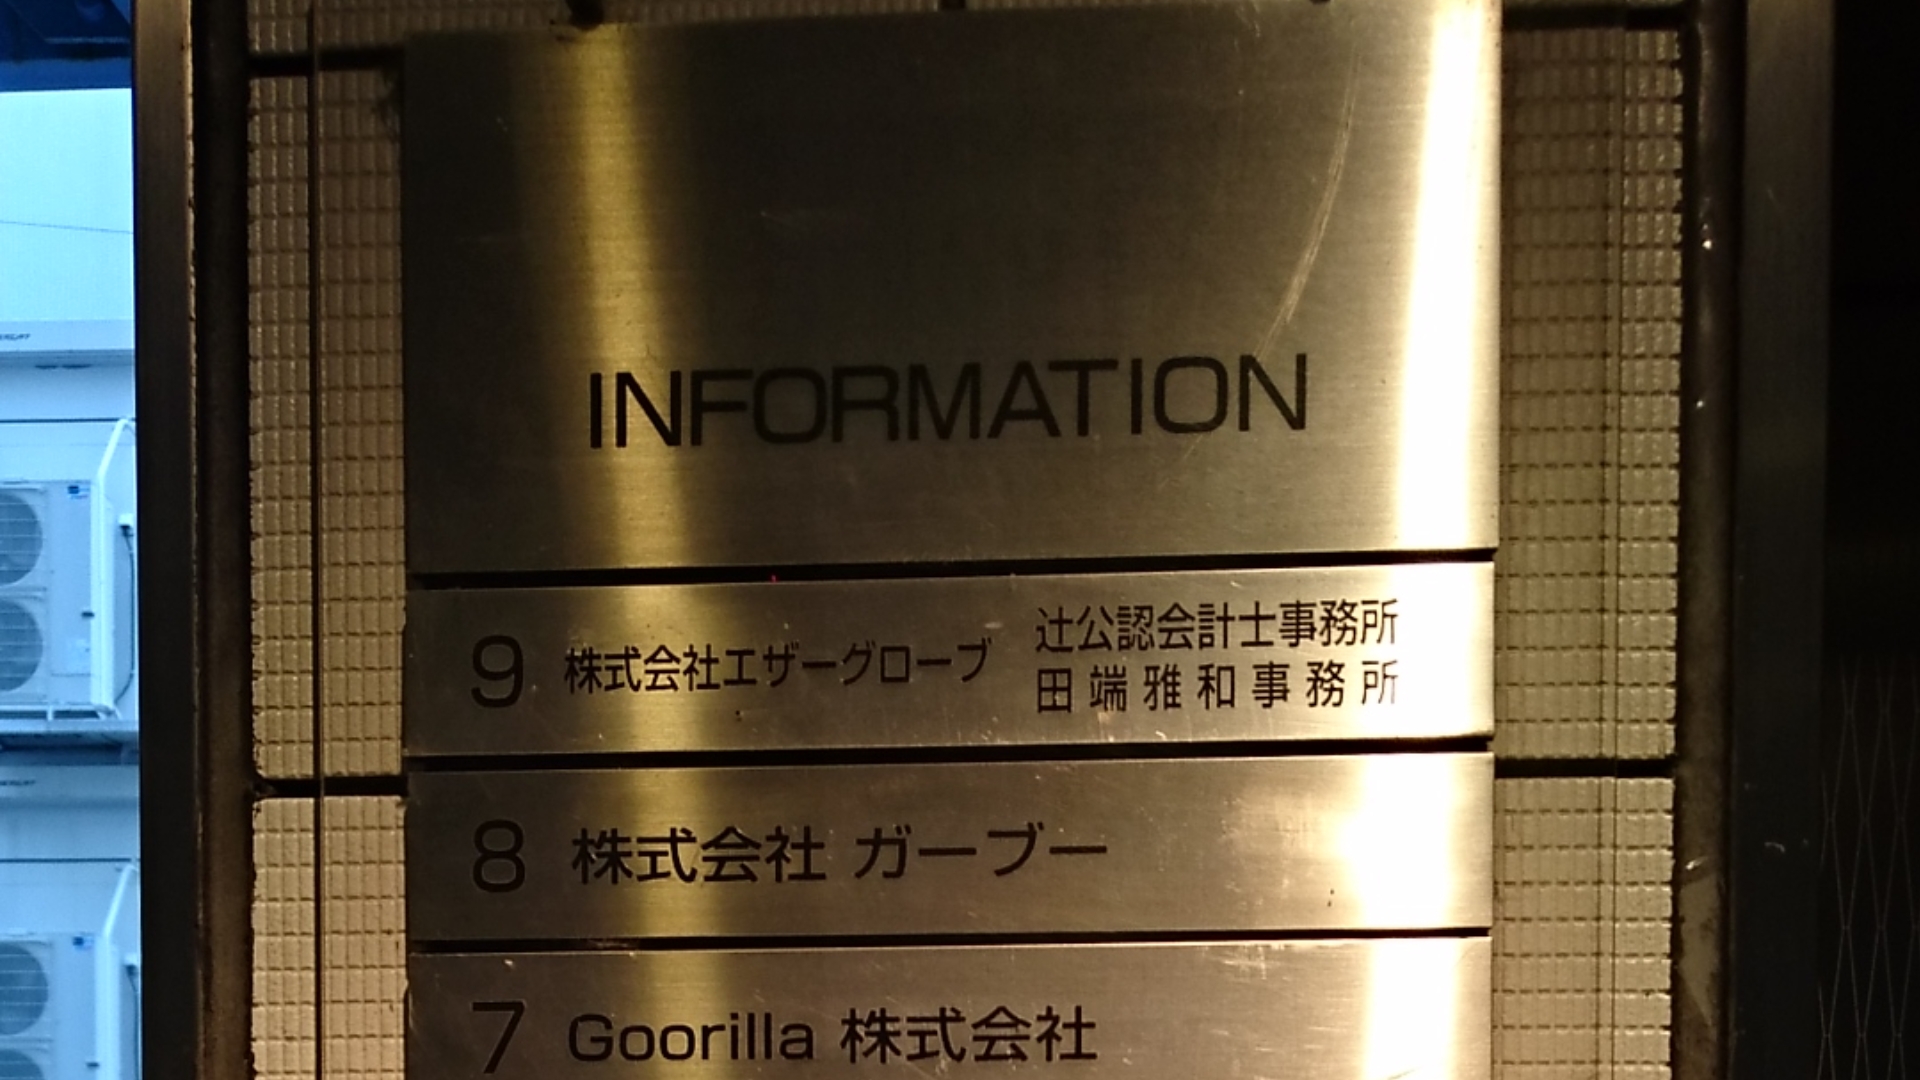 INFORMATION
9 株式会社エザーグローブ 辻公認会計士事務所
田端雅和事務所
8 株式会社 ガーブー
7 Goorilla 株式会社